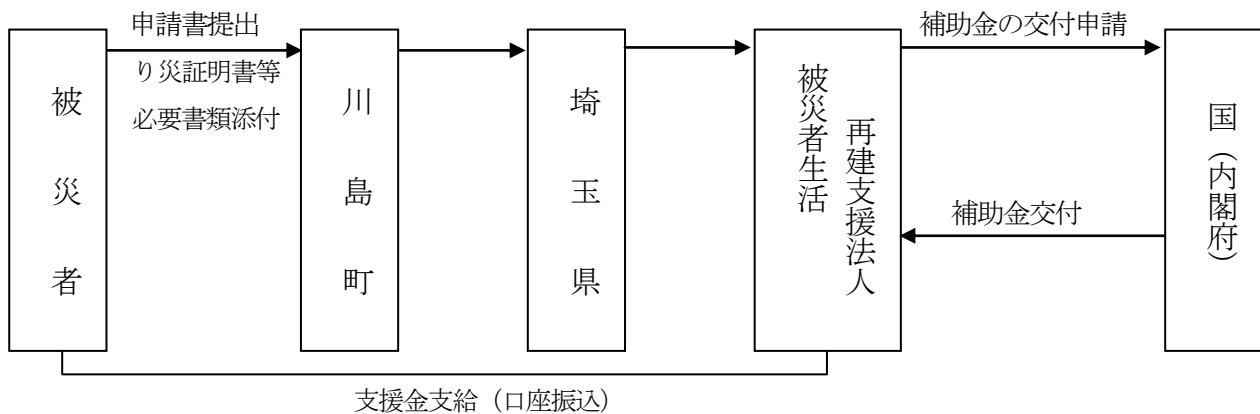 申請書提出
り災証明書等
必要書類添付
被災者
川島町
埼玉県
被災者生活
再建支援法人
補助金の交付申請
補助金交付
国(内閣府)
支援金支給(口座振込)